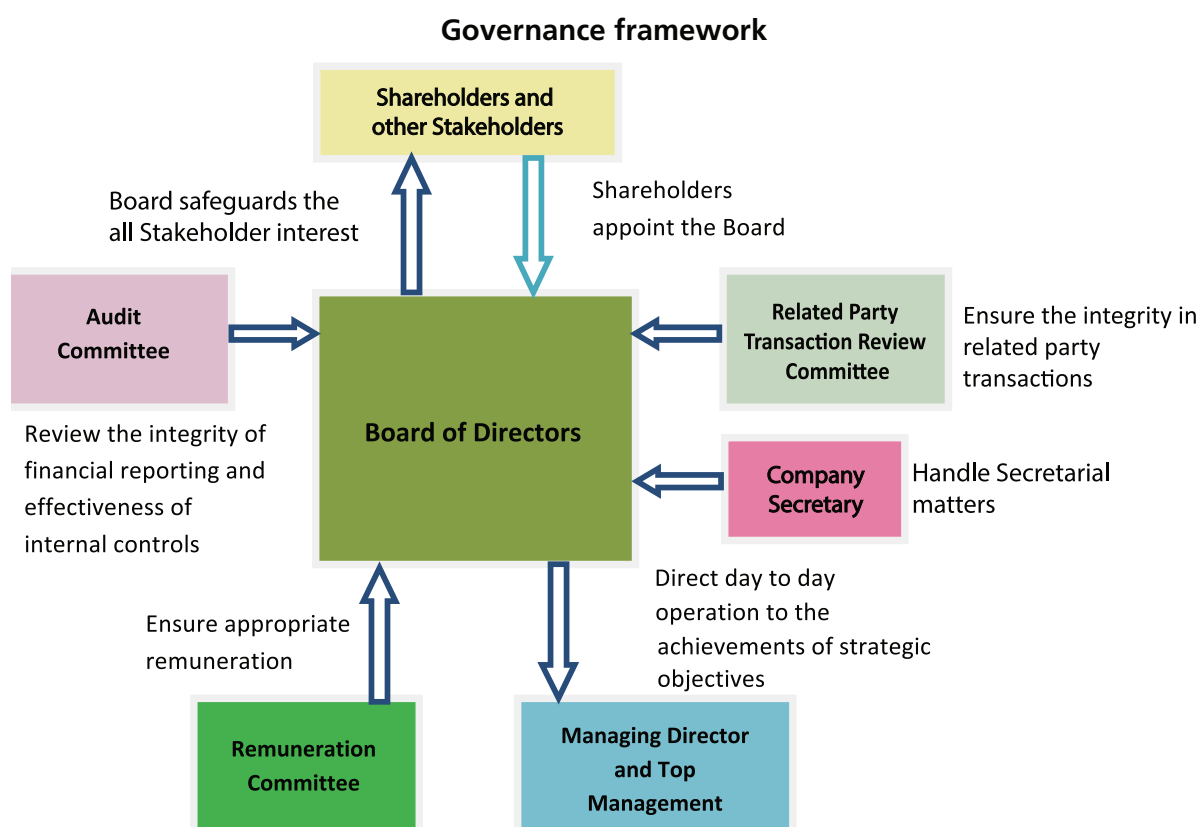 Governance framework
Shareholders and
other Stakeholders
Board safeguards the
all Stakeholder interest
Shareholders
appoint the Board
Audit
Committee
Related Party
Transaction Review
Committee
Ensure the integrity in
related party
transactions
Board of Directors
Review the integrity of
financial reporting and
effectiveness of
internal controls
Company
Secretary
Handle Secretarial
matters
Ensure appropriate
remuneration
Direct day to day
operation to the
achievements of strategic
objectives
Remuneration
Committee
Managing Director
and Top
Management